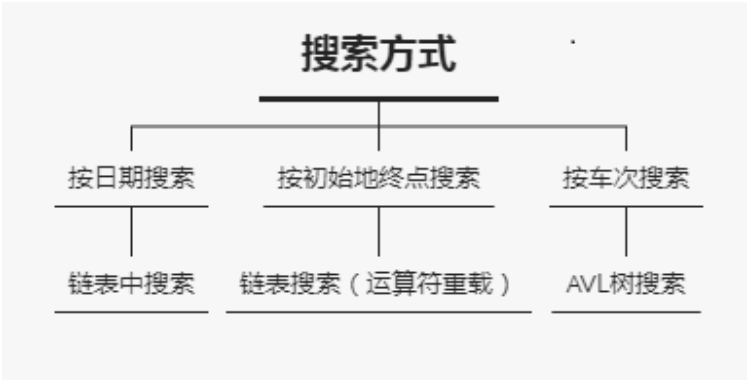 搜索方式
按日期搜索
按初始地终点搜索
按车次搜索
链表中搜索
链表搜索（运算符重载）
AVL树搜索